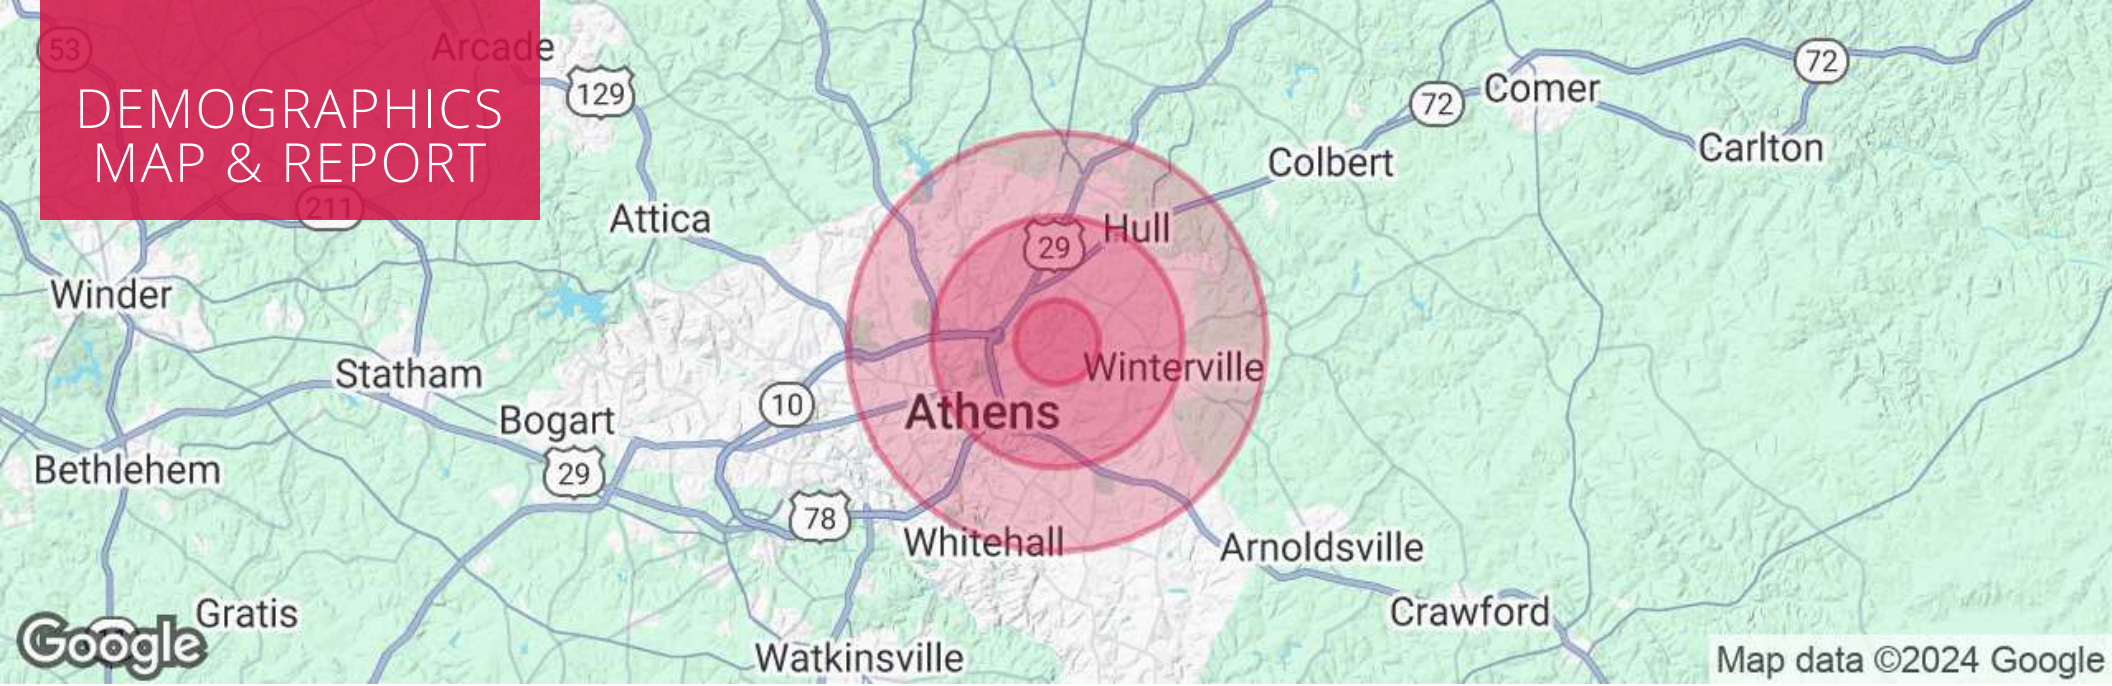 DEMOGRAPHICS
MAP & REPORT
53
Arcade
129
72
Comer
72
Carlton
Colbert
211
Attica
Hull
29
Winder
Statham
Winterville
10
Athens
Bogart
29
Bethlehem
78
Whitehall
Arnoldsville
Gratis
Crawford
Google
Watkinsville
Map data ©2024 Google